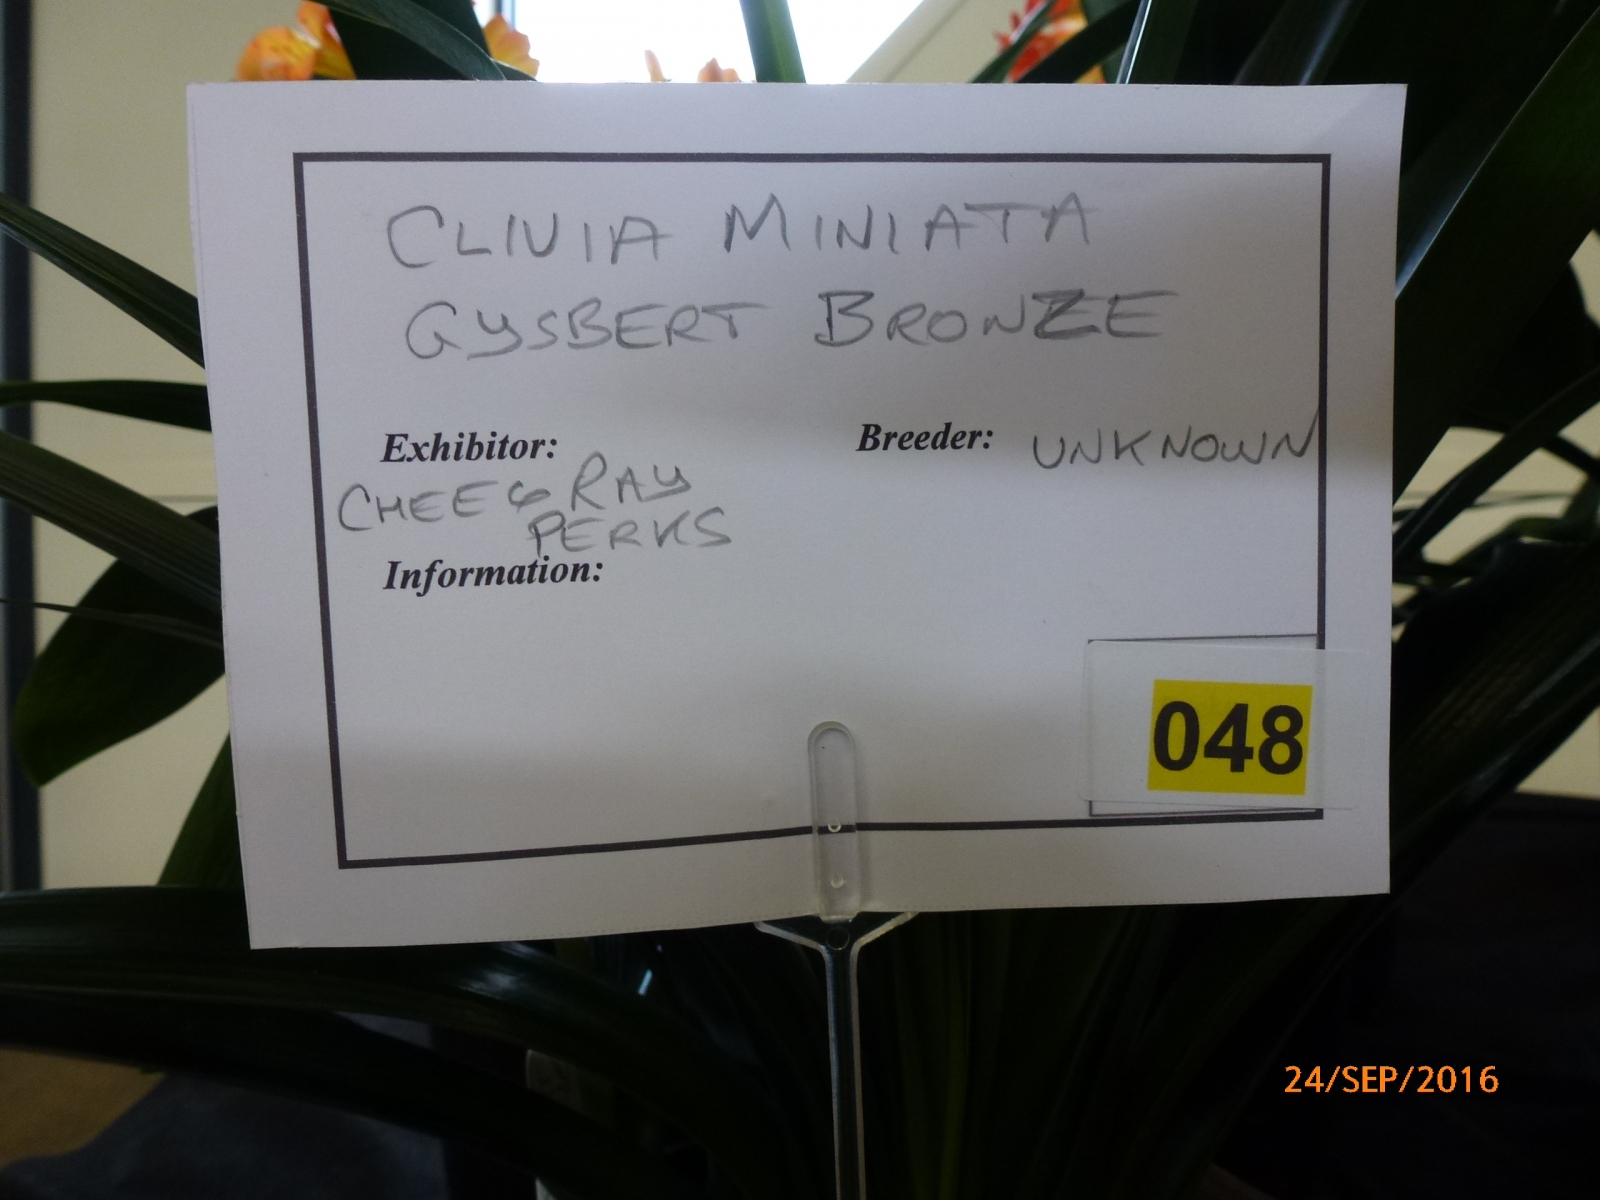 CLIVIA MINIATA
GYSBERT BRONZE
Exhibitor:
CHEE & RAY
PERKS
Breeder: UNKNOWN
Information:
048
24/SEP/2016